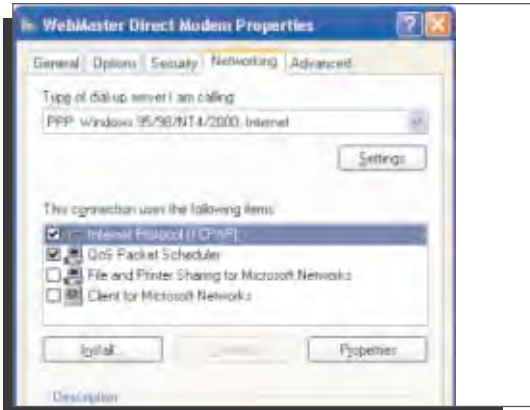 WebMaster Direct Modem Properties
General Options Security Networking Advanced
Type of dial-up server I am calling
PPP: Windows 95/98/NT4/2000, Internet
Settings
This connection uses the following items
Internet Protocol (TCP/IP)
QoS Packet Scheduler
File and Printer Sharing for Microsoft Networks
Client for Microsoft Networks
Install... Properties
Description